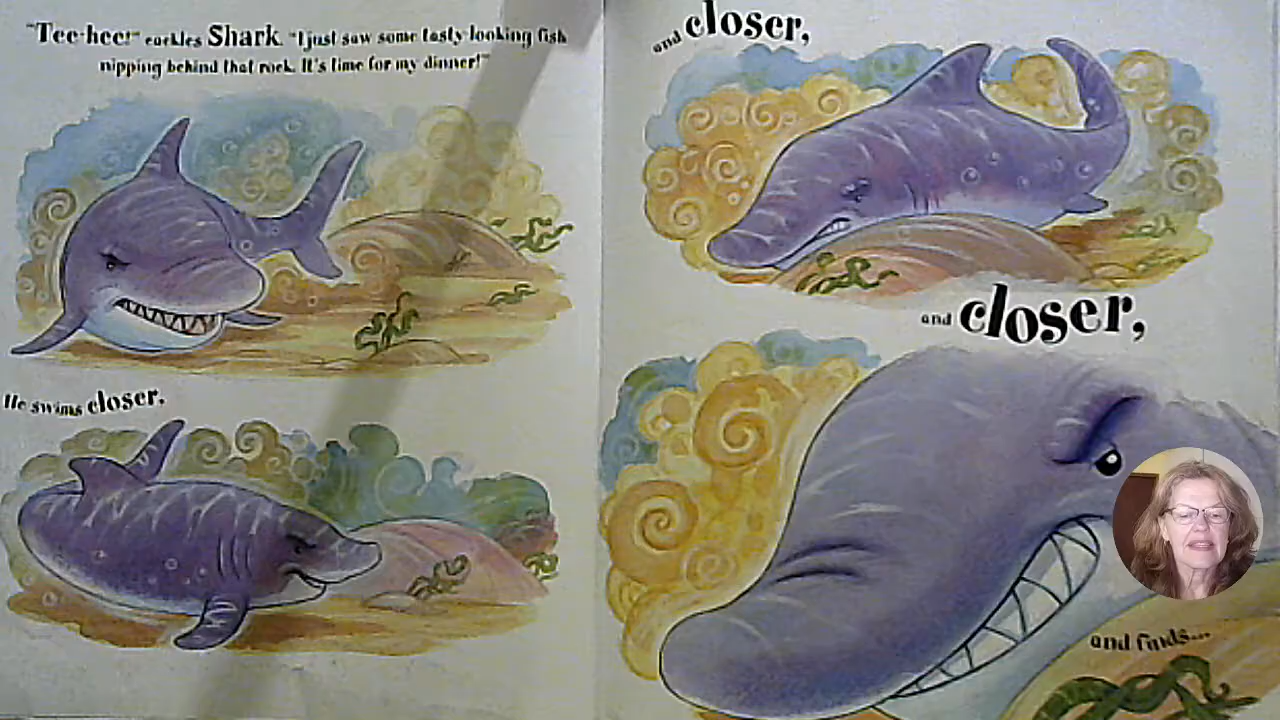 "Tee-hee!" cackles Shark. "I just saw some tasty looking fish
nipping behind that rock. It's time for my dinner!"
He swims closer,
and closer,
and closer,
and finds...